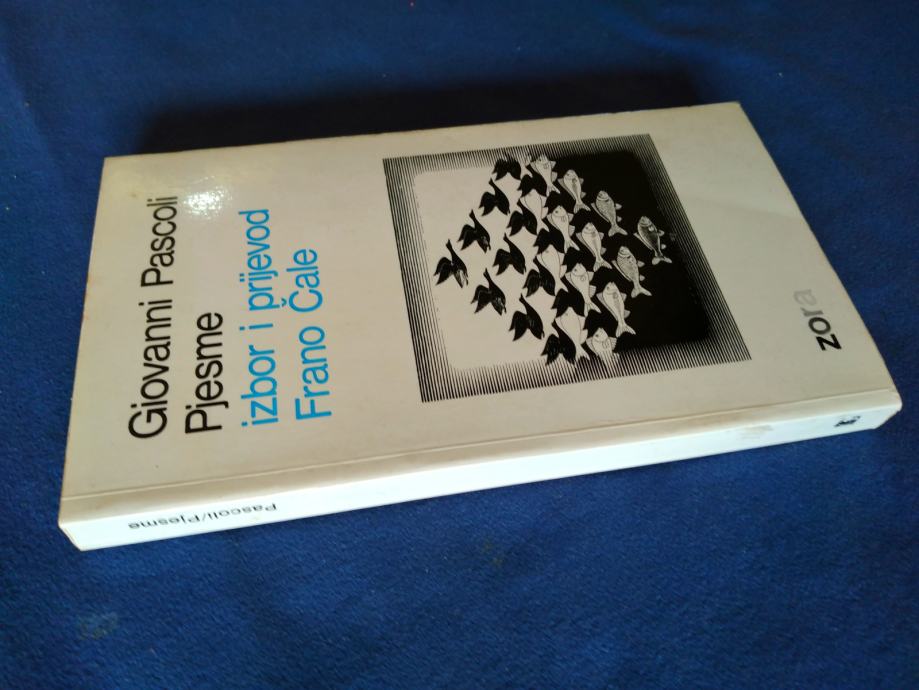 Giovanni Pascoli
Pjesme
izbor i prijevod
Frano Čale
zora
Pascoli/Pjesme